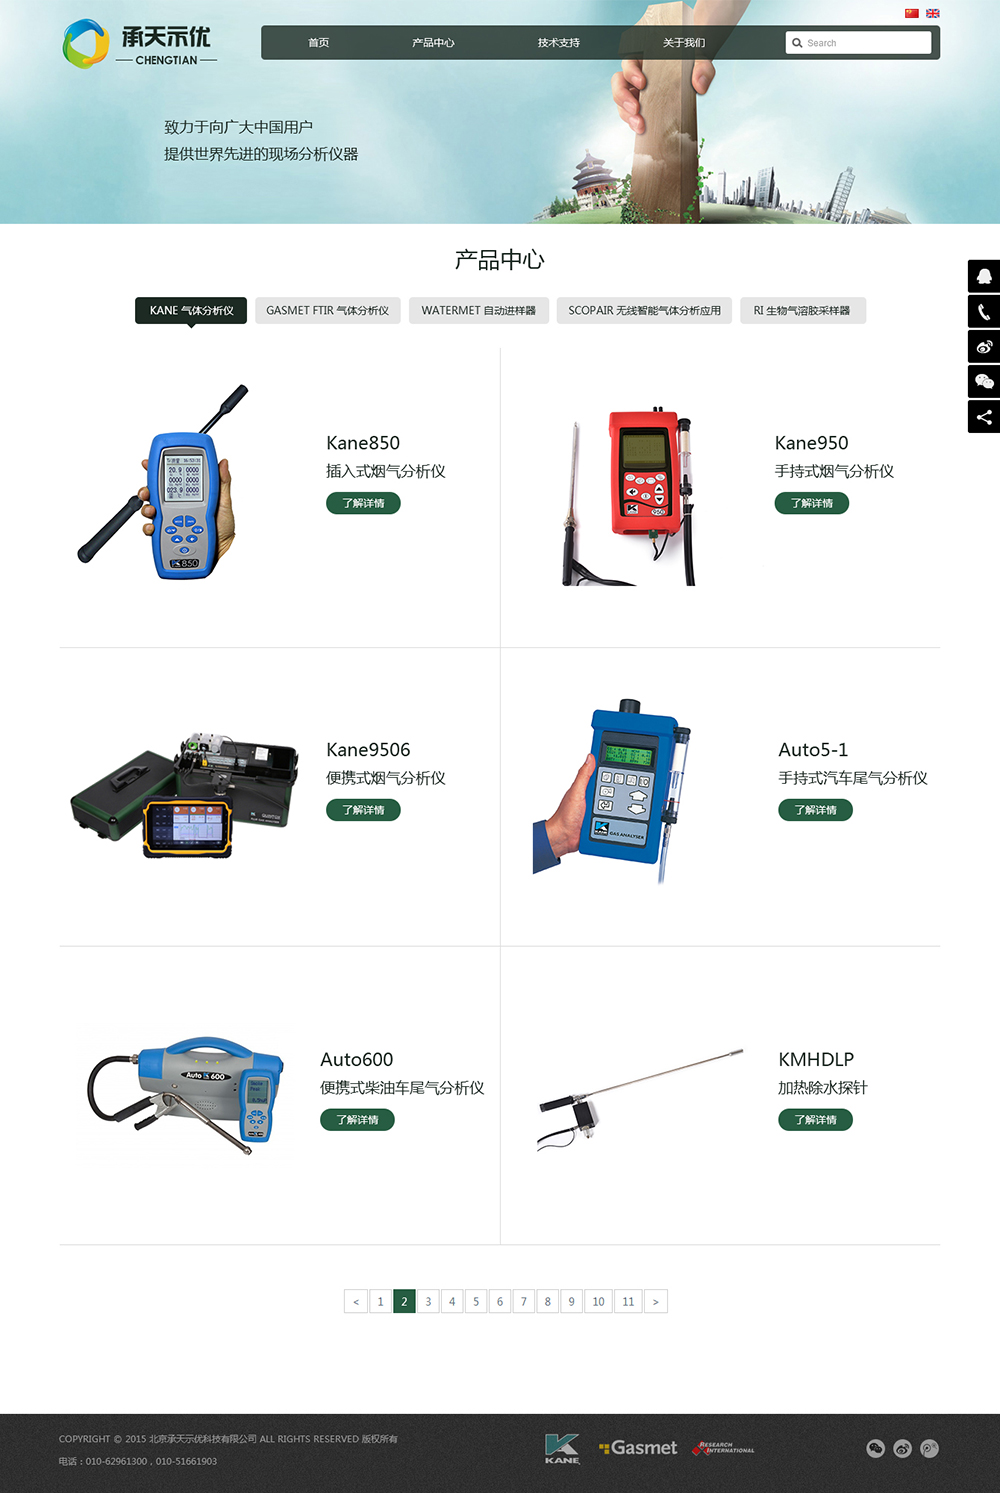 承天示优
CHENGTIAN
首页
产品中心
技术支持
关于我们
Search
致力于向广大中国用户
提供世界先进的现场分析仪器
产品中心
KANE 气体分析仪
GASMET FTIR 气体分析仪
WATERMET 自动进样器
SCOPAIR 无线智能气体分析应用
RI 生物气溶胶采样器
Kane850
插入式烟气分析仪
了解详情
850
Kane950
手持式烟气分析仪
了解详情
950
Kane9506
便携式烟气分析仪
了解详情
Auto5-1
手持式汽车尾气分析仪
了解详情
KANE GAS ANALYSER
Auto600
便携式柴油车尾气分析仪
了解详情
Auto 600
KMHDLP
加热除水探针
了解详情
< 1 2 3 4 5 6 7 8 9 10 11 >
COPYRIGHT © 2015 北京承天示优科技有限公司 ALL RIGHTS RESERVED 版权所有
电话：010-62961300，010-51661903
KANE
Gasmet
RESEARCH
INTERNATIONAL